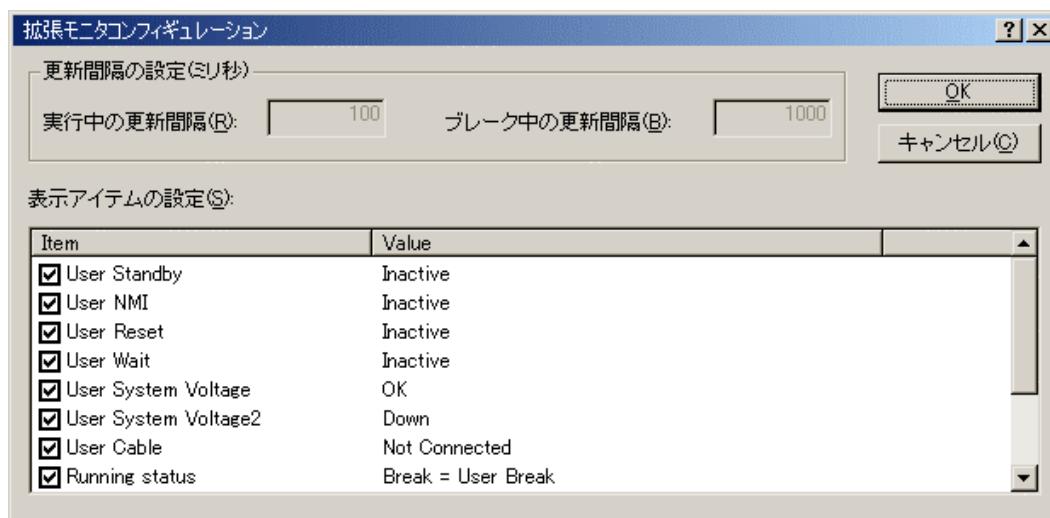 拡張モニタコンフィギュレーション
更新間隔の設定(ミリ秒)
実行中の更新間隔(R): 100 ブレーク中の更新間隔(B): 1000
OK
キャンセル(C)
表示アイテムの設定(S):
Item Value
User Standby Inactive
User NMI Inactive
User Reset Inactive
User Wait Inactive
User System Voltage OK
User System Voltage2 Down
User Cable Not Connected
Running status Break = User Break